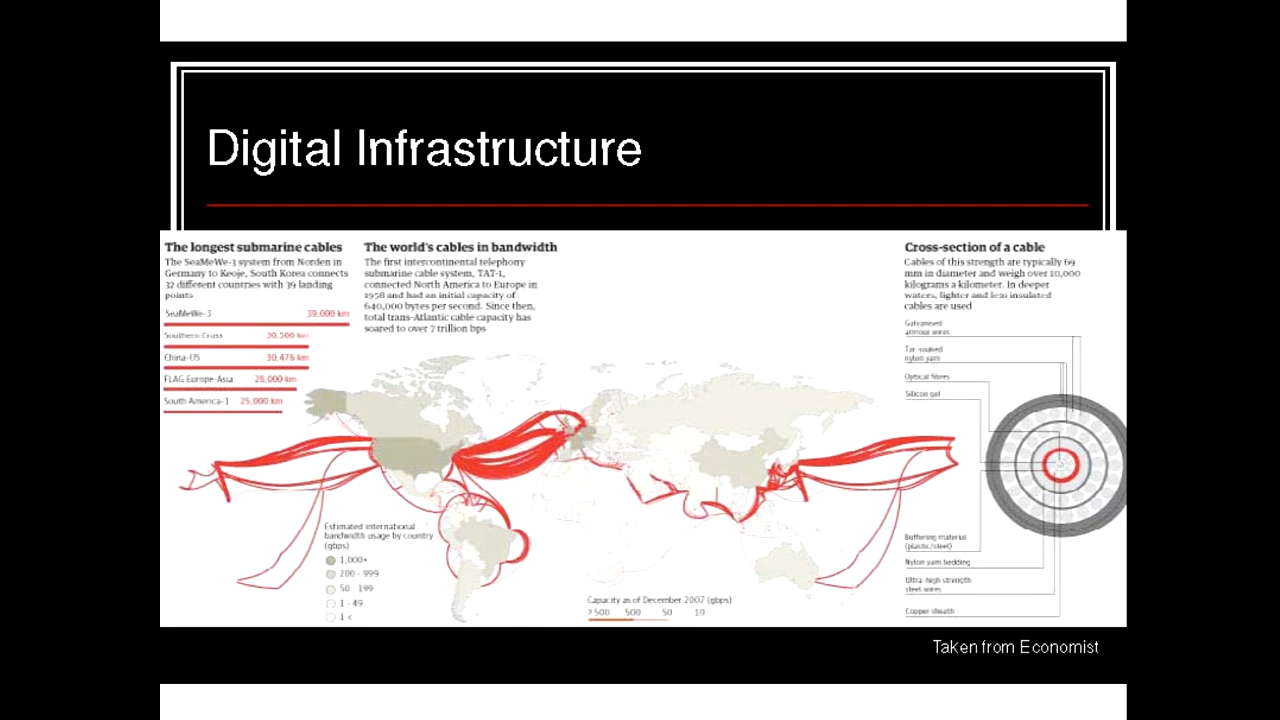 Digital Infrastructure
The longest submarine cables
The SeaMeWe-3 system from Norden in
Germany to Keoje, South Korea connects
32 different countries with 39 landing
points
SeaMeWe-3 39,000 km
Southern Cross 30,500 km
China-US 30,476 km
FLAG Europe-Asia 28,000 km
South America-1 25,000 km
The world's cables in bandwidth
The first intercontinental telephony
submarine cable system, TAT-1,
connected North America to Europe in
1958 and had an initial capacity of
640,000 bytes per second. Since then,
total trans-Atlantic cable capacity has
soared to over 7 trillion bps
Estimated international
bandwidth usage by country
(gbps)
1,000+
200 - 999
50 - 199
1 - 49
1 <
Capacity as of December 2007 (gbps)
>500 500 50 10
Cross-section of a cable
Cables of this strength are typically 69
mm in diameter and weigh over 10,000
kilograms a kilometer. In deeper
waters, lighter and less insulated
cables are used
Galvanised
armour wires
Tar-soaked
nylon yarn
Optical fibres
Silicon gel
Buffering material
(plastic/steel)
Nylon yarn bedding
Ultra-high strength
steel wires
Copper sheath
Taken from Economist